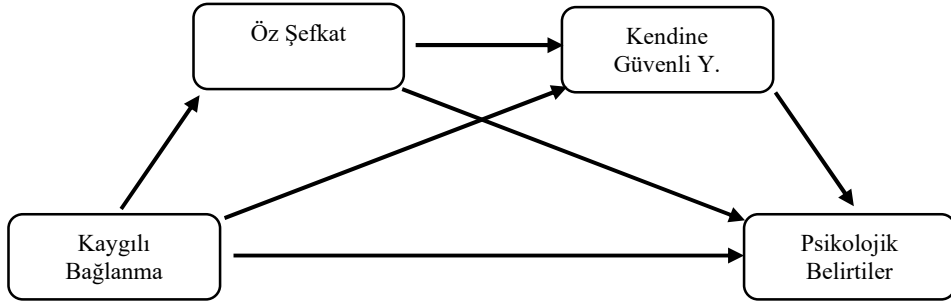 Öz Şefkat
Kendine
Güvenli Y.
Kaygılı
Bağlanma
Psikolojik
Belirtiler